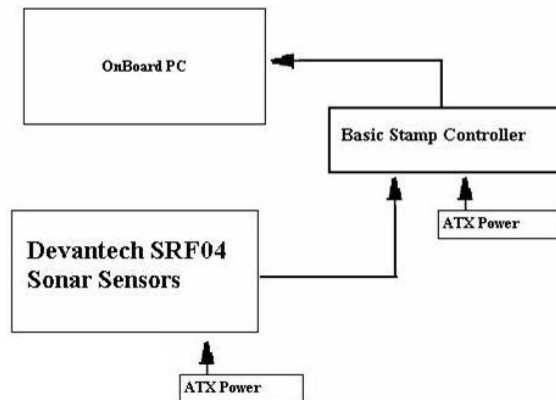 OnBoard PC
Basic Stamp Controller
ATX Power
Devantech SRF04
Sonar Sensors
ATX Power